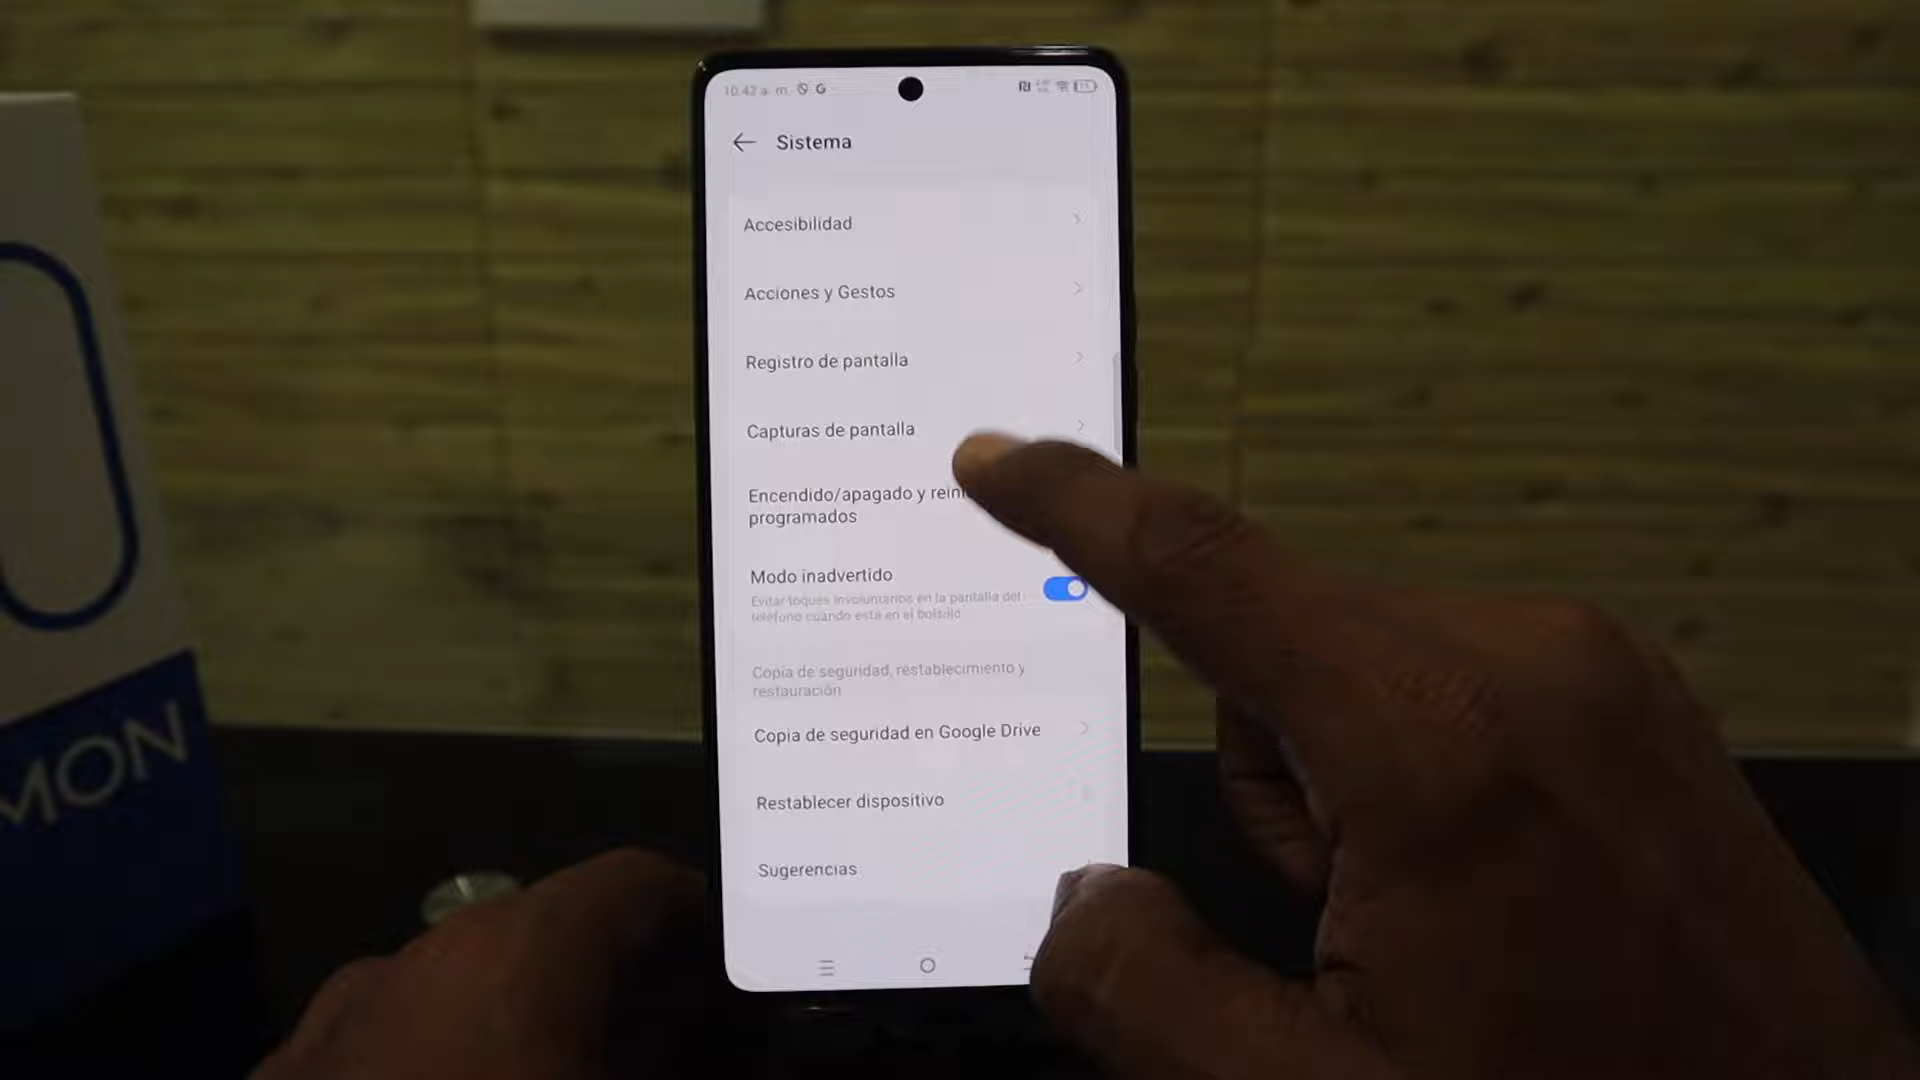 10:42 a. m.
Sistema
Accesibilidad
Acciones y Gestos
Registro de pantalla
Capturas de pantalla
Encendido/apagado y rein
programados
Modo inadvertido
Evitar toques involuntarios en la pantalla del
teléfono cuando está en el bolsillo.
Copia de seguridad, restablecimiento y
restauración
Copia de seguridad en Google Drive
Restablecer dispositivo
Sugerencias
MON